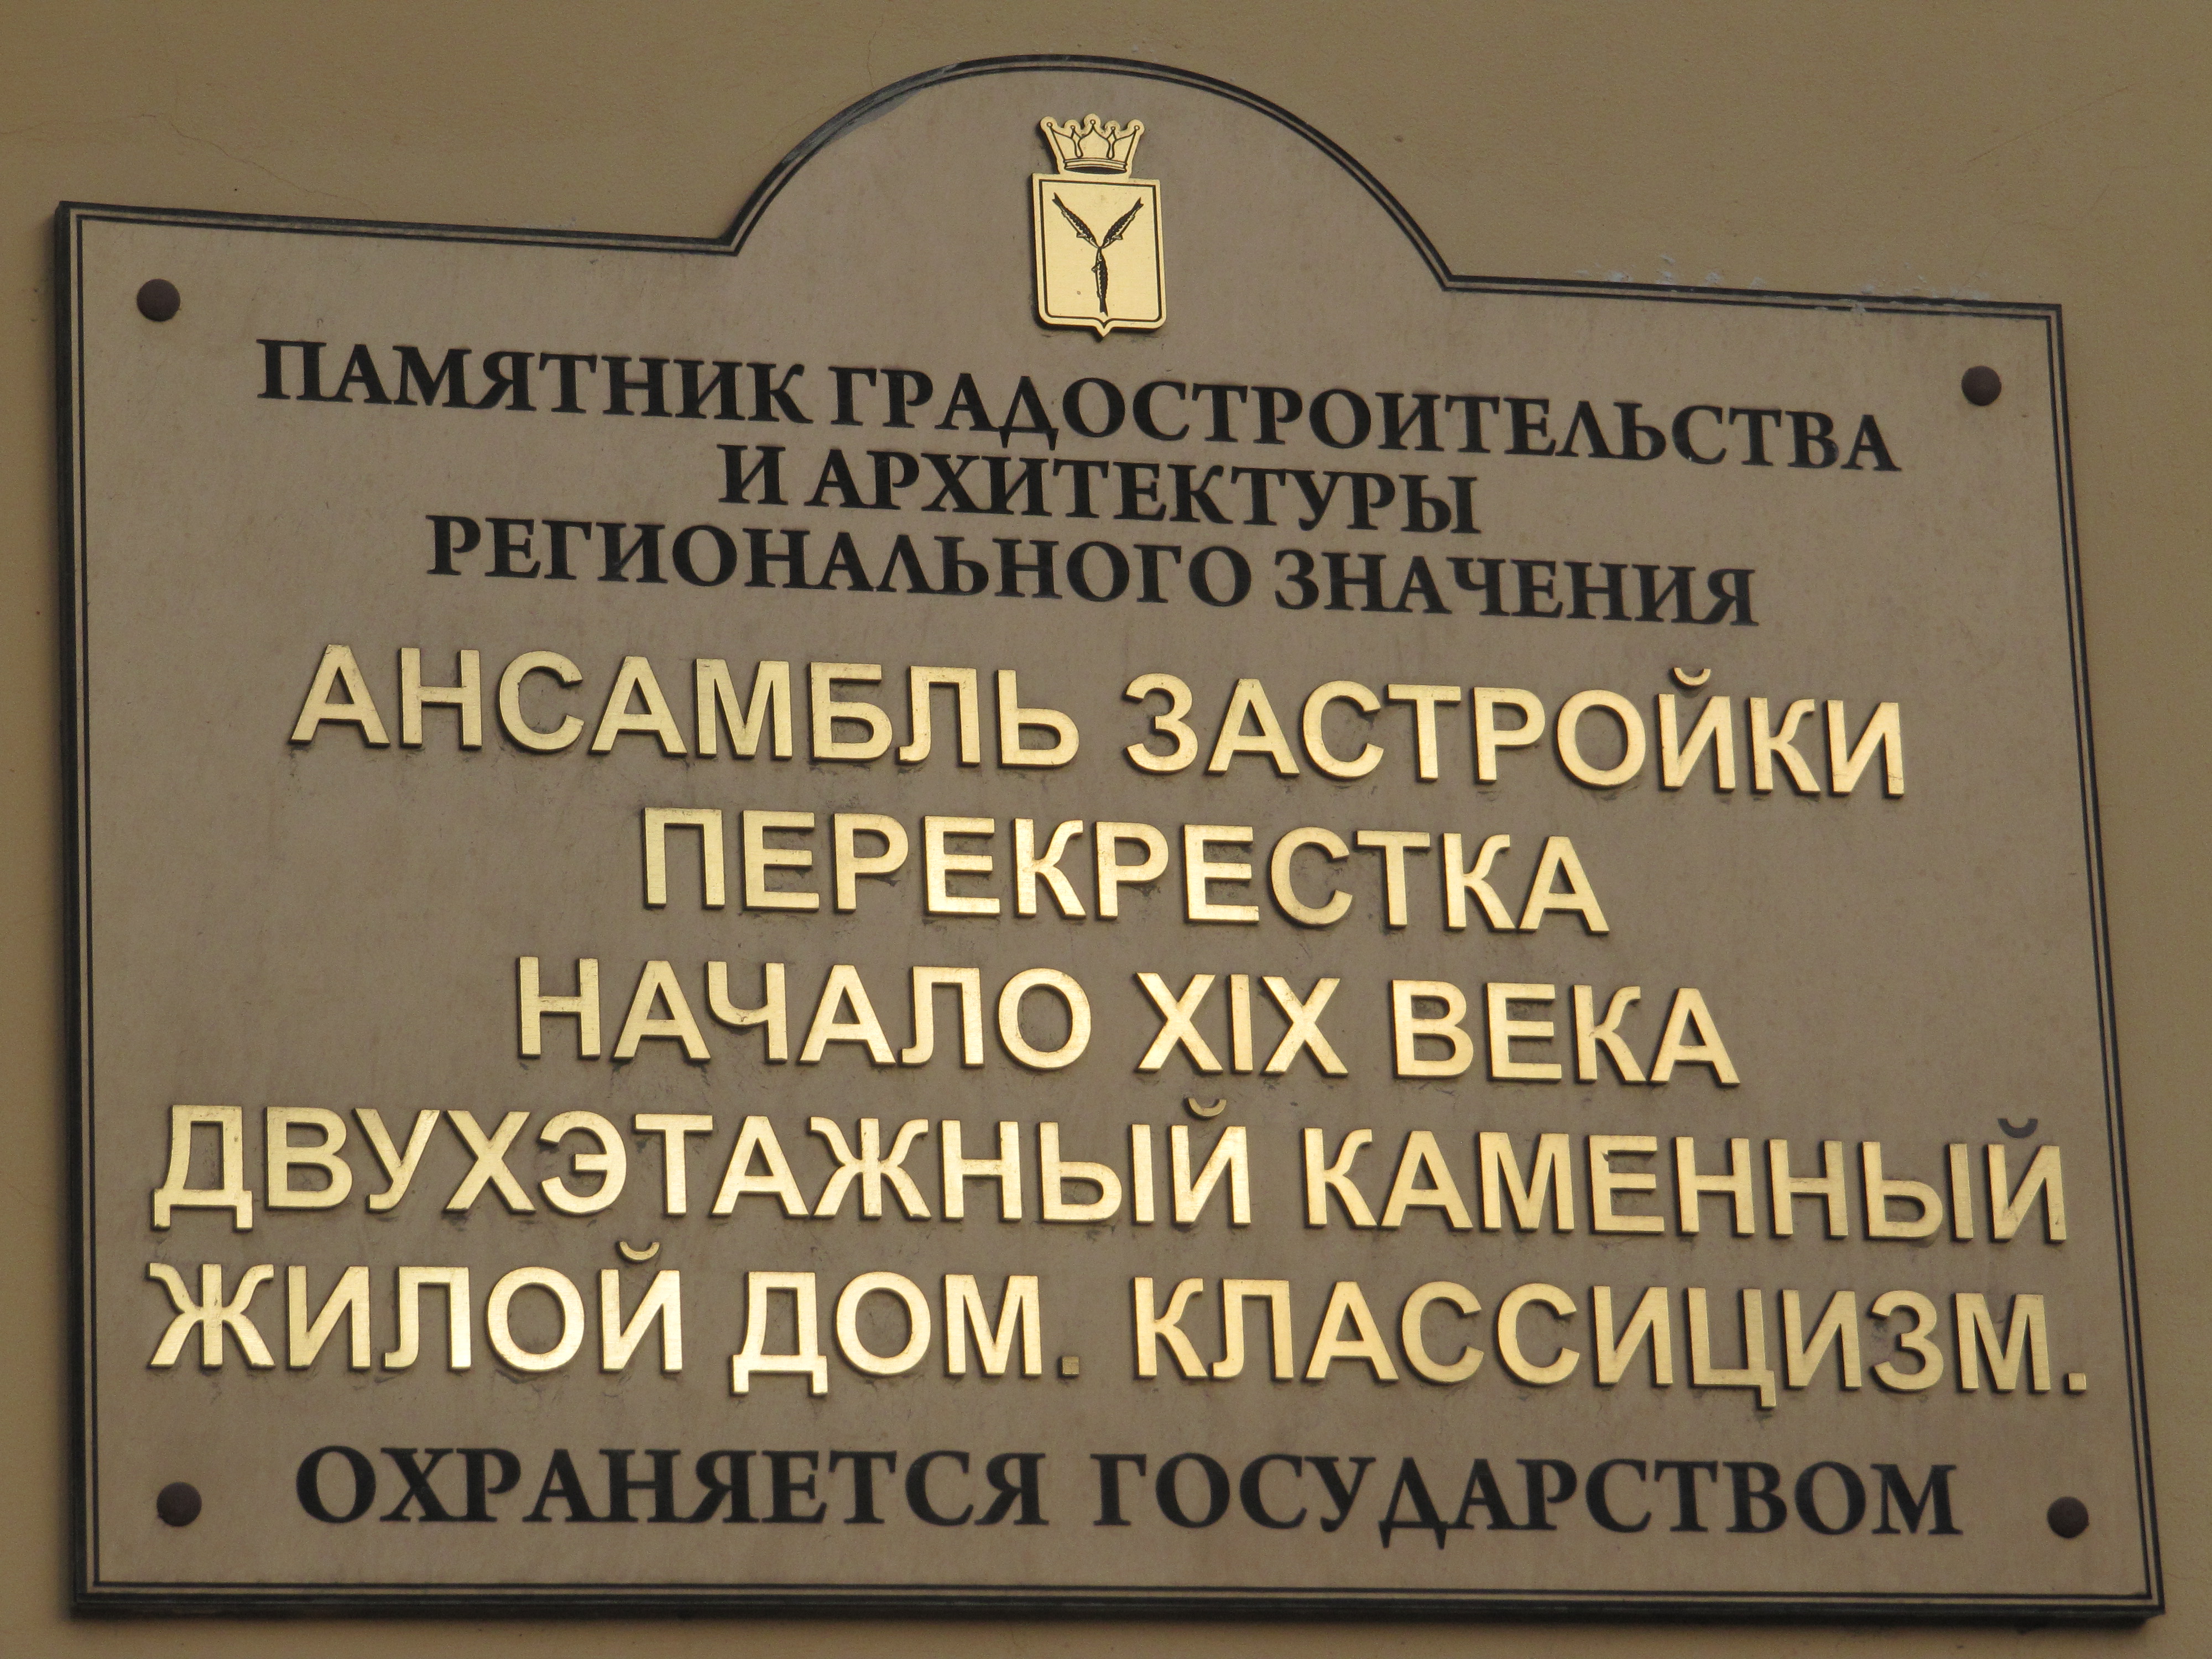 ПАМЯТНИК ГРАДОСТРОИТЕЛЬСТВА
И АРХИТЕКТУРЫ
РЕГИОНАЛЬНОГО ЗНАЧЕНИЯ
АНСАМБЛЬ ЗАСТРОЙКИ
ПЕРЕКРЕСТКА
НАЧАЛО XIX ВЕКА
ДВУХЭТАЖНЫЙ КАМЕННЫЙ
ЖИЛОЙ ДОМ. КЛАССИЦИЗМ.
ОХРАНЯЕТСЯ ГОСУДАРСТВОМ